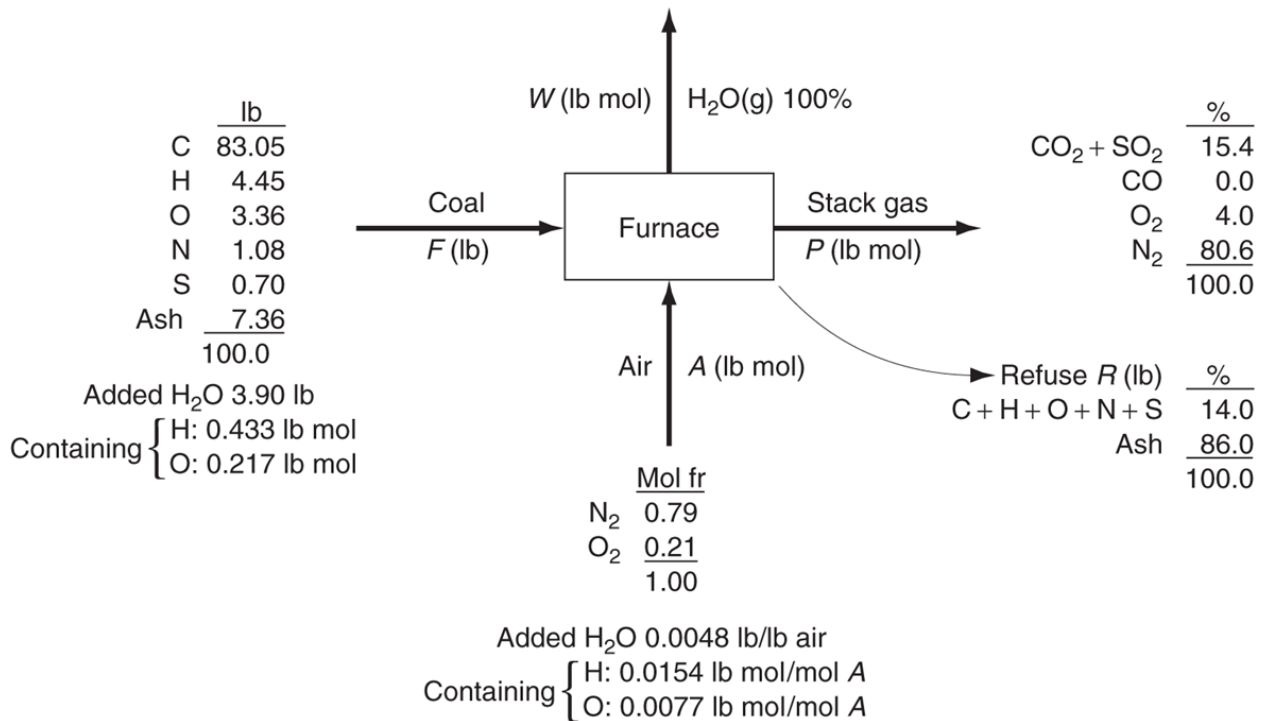 W (lb mol) H₂O(g) 100%
lb
C 83.05
H 4.45
O 3.36
N 1.08
S 0.70
Ash 7.36
100.0
Added H₂O 3.90 lb
Containing { H: 0.433 lb mol
O: 0.217 lb mol
Coal
F (lb)
Furnace
Stack gas
P (lb mol)
%
CO₂ + SO₂ 15.4
CO 0.0
O₂ 4.0
N₂ 80.6
100.0
Air A (lb mol)
Refuse R (lb) %
C + H + O + N + S 14.0
Ash 86.0
100.0
Mol fr
N₂ 0.79
O₂ 0.21
1.00
Added H₂O 0.0048 lb/lb air
Containing { H: 0.0154 lb mol/mol A
O: 0.0077 lb mol/mol A